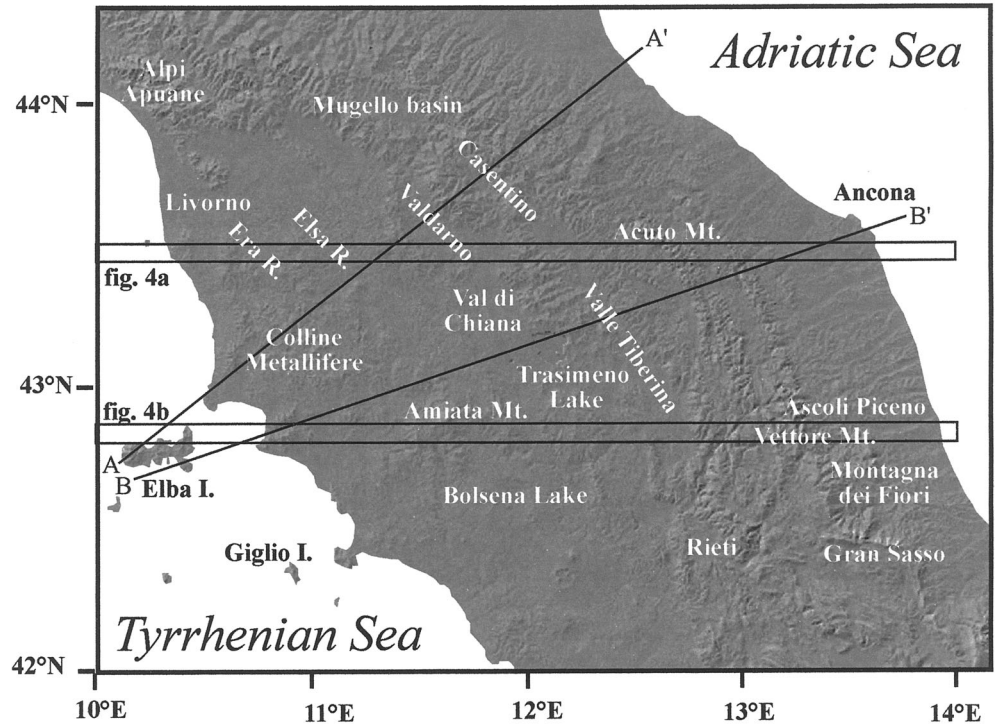 A'
Adriatic Sea
Alpi
Apuane
44°N
Mugello basin
Casentino
Ancona
Livorno
Valdarno
B'
Elsa R.
Era R.
Acuto Mt.
fig. 4a
Val di
Chiana
Valle Tiberina
Colline
Metallifere
43°N
Trasimeno
Lake
fig. 4b
Amiata Mt.
Ascoli Piceno
Vettore Mt.
A
B
Elba I.
Bolsena Lake
Montagna
dei Fiori
Giglio I.
Rieti
Gran Sasso
Tyrrhenian Sea
42°N
10°E
11°E
12°E
13°E
14°E